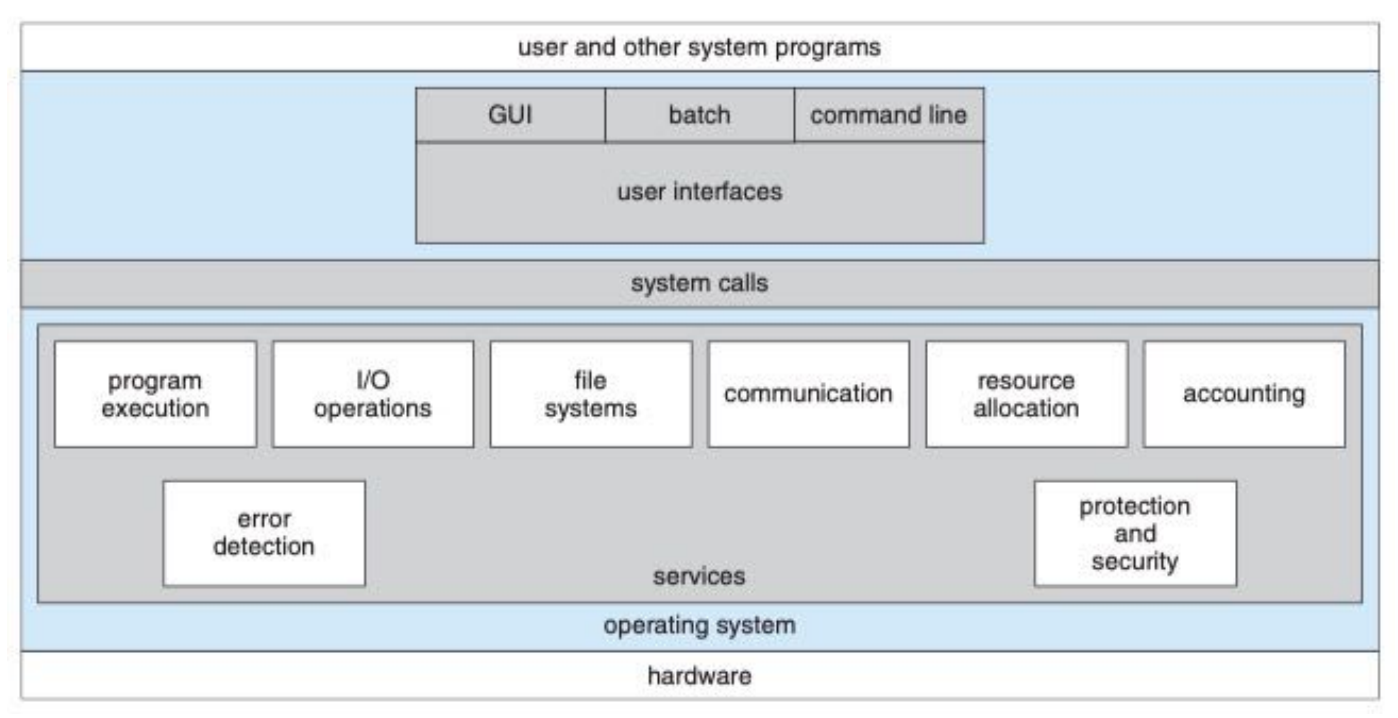 user and other system programs
GUI
batch
command line
user interfaces
system calls
program
execution
I/O
operations
file
systems
communication
resource
allocation
accounting
error
detection
protection
and
security
services
operating system
hardware